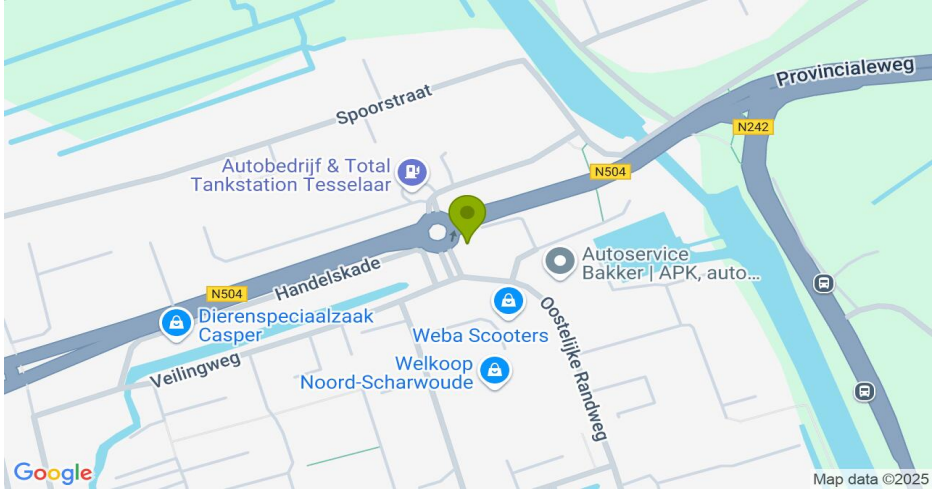 Provincialeweg
Spoorstraat
N242
Autobedrijf & Total
Tankstation Tesselaar
N504
Autoservice
Bakker | APK, auto...
Handelskade
N504
Dierenspeciaalzaak
Casper
Weba Scooters
Oostelijke Randweg
Veilingweg
Welkoop
Noord-Scharwoude
Google
Map data ©2025